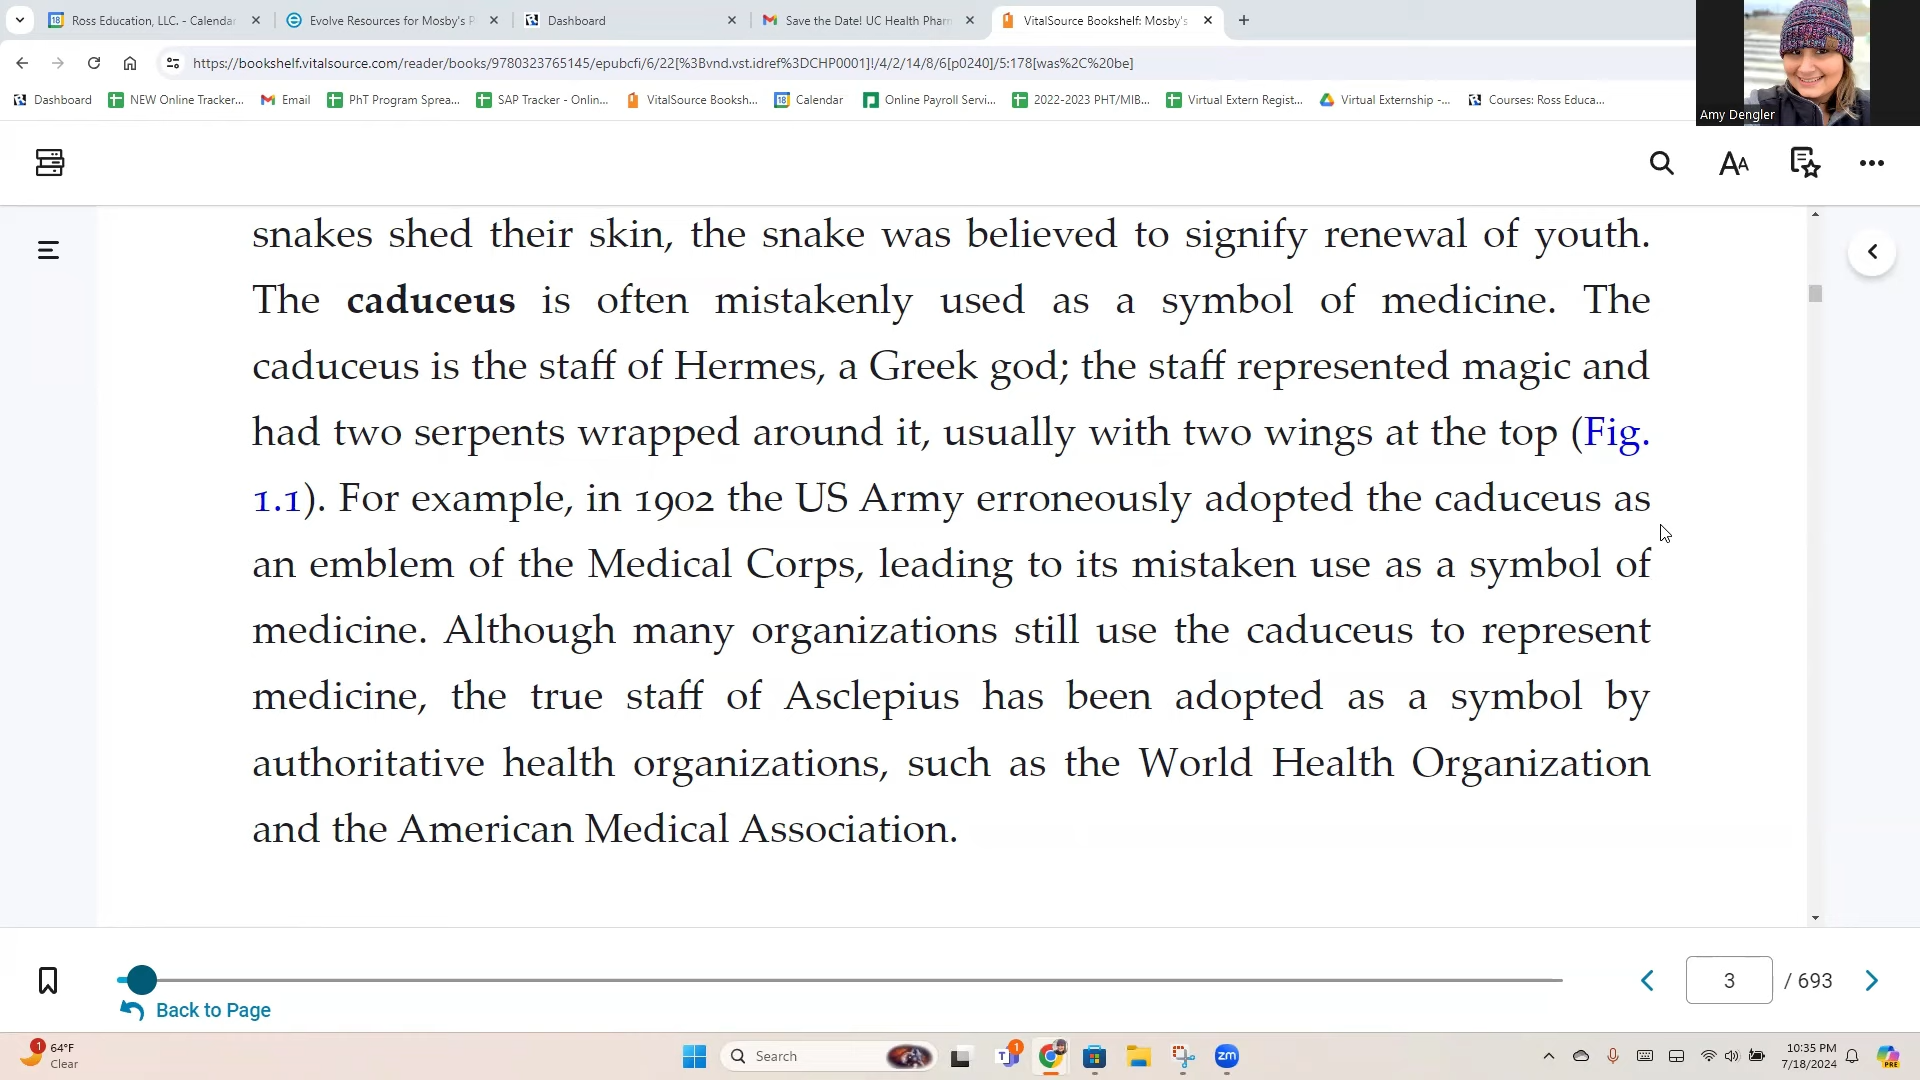 Ross Education, LLC. - Calenda
Evolve Resources for Mosby's P
Dashboard
Save the Date! UC Health Pharm
VitalSource Bookshelf: Mosby's
https://bookshelf.vitalsource.com/reader/books/9780323765145/epubcfi/6/22[%3Bvnd.vst.idref%3DCHP0001]!/4/2/14/8/6[p0240]/5:178[was%2C%20be]
Dashboard
NEW Online Tracker...
Email
PhT Program Sprea...
SAP Tracker - Onlin...
VitalSource Booksh...
Calendar
Online Payroll Servi...
2022-2023 PHT/MIB...
Virtual Extern Regist...
Virtual Externship -...
Courses: Ross Educa...
Amy Dengler
snakes shed their skin, the snake was believed to signify renewal of youth.
The caduceus is often mistakenly used as a symbol of medicine. The
caduceus is the staff of Hermes, a Greek god; the staff represented magic and
had two serpents wrapped around it, usually with two wings at the top (Fig.
1.1). For example, in 1902 the US Army erroneously adopted the caduceus as
an emblem of the Medical Corps, leading to its mistaken use as a symbol of
medicine. Although many organizations still use the caduceus to represent
medicine, the true staff of Asclepius has been adopted as a symbol by
authoritative health organizations, such as the World Health Organization
and the American Medical Association.
3 / 693
Back to Page
1
64°F
Clear
Search
1
zm
10:35 PM
7/18/2024
PRE